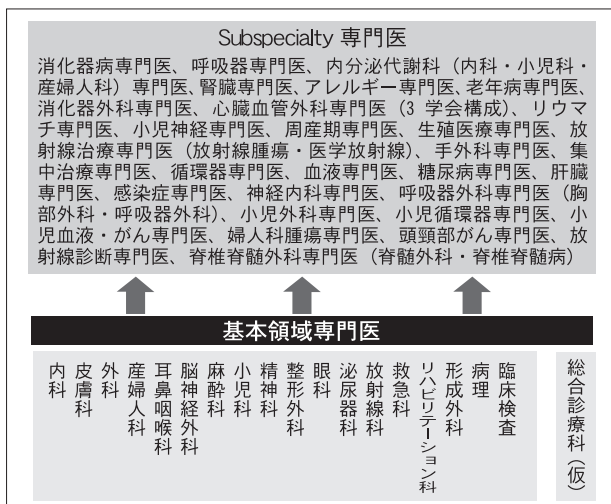 Subspecialty 専門医
消化器病専門医、呼吸器専門医、内分泌代謝科（内科・小児科・
産婦人科）専門医、腎臓専門医、アレルギー専門医、老年病専門医、
消化器外科専門医、心臓血管外科専門医（3 学会構成）、リウマ
チ専門医、小児神経専門医、周産期専門医、生殖医療専門医、放
射線治療専門医（放射線腫瘍・医学放射線）、手外科専門医、集
中治療専門医、循環器専門医、血液専門医、糖尿病専門医、肝臓
専門医、感染症専門医、神経内科専門医、呼吸器外科専門医（胸
部外科・呼吸器外科）、小児外科専門医、小児循環器専門医、小
児血液・がん専門医、婦人科腫瘍専門医、頭頸部がん専門医、放
射線診断専門医、脊椎脊髄外科専門医（脊髄外科・脊椎脊髄病）
基本領域専門医
内科
皮膚科
外科
産婦人科
耳鼻咽喉科
脳神経外科
麻酔科
小児科
精神科
整形外科
眼科
泌尿器科
放射線科
救急科
リハビリテーション科
形成外科
病理
臨床検査
総合診療科（仮）